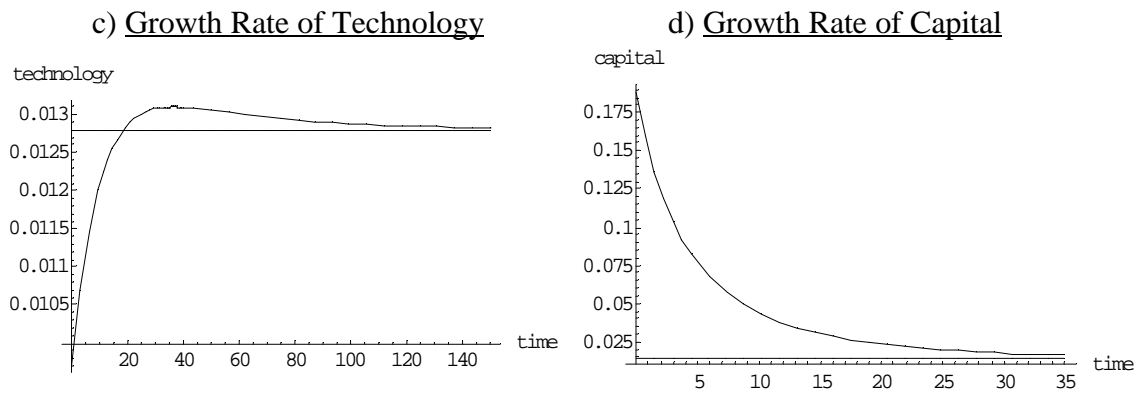 c) Growth Rate of Technology
technology
0.013
0.0125
0.012
0.0115
0.011
0.0105
20 40 60 80 100 120 140
time
d) Growth Rate of Capital
capital
0.175
0.15
0.125
0.1
0.075
0.05
0.025
5 10 15 20 25 30 35
time